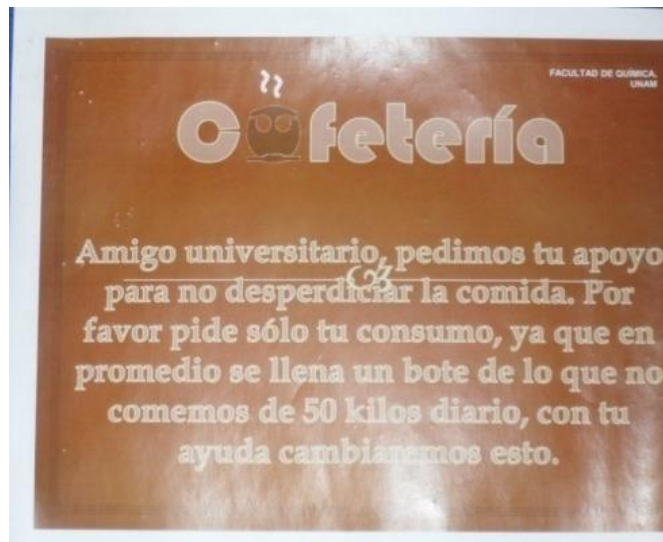 FACULTAD DE QUÍMICA,
UNAM
Cafetería
Amigo universitario, pedimos tu apoyo
para no desperdiciar la comida. Por
favor pide sólo tu consumo, ya que en
promedio se llena un bote de lo que no
comemos de 50 kilos diario, con tu
ayuda cambiaremos esto.